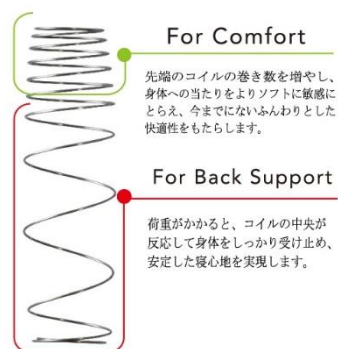 For Comfort
先端のコイルの巻き数を増やし、
身体への当たりをよりソフトに敏感に
とらえ、今までにないふんわりとした
快適性をもたらします。
For Back Support
荷重がかかると、コイルの中央が
反応して身体をしっかり受け止め、
安定した寝心地を実現します。